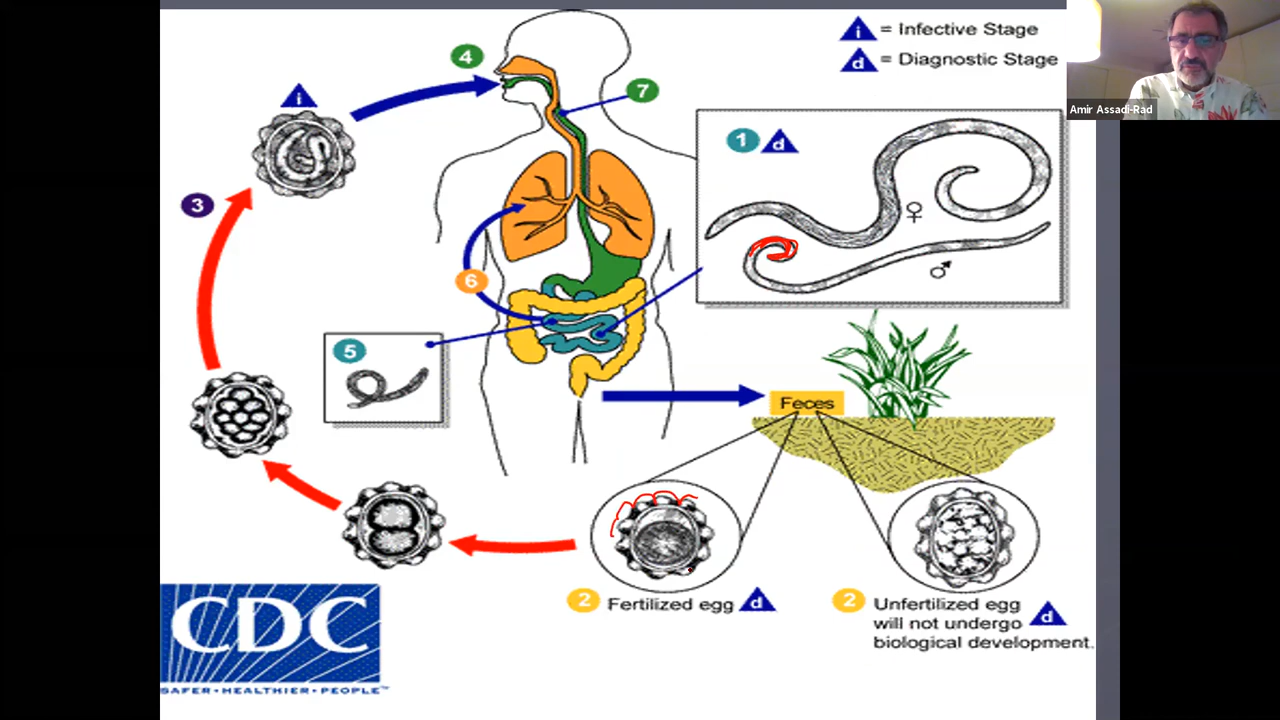 i = Infective Stage
d = Diagnostic Stage
Amir Assadi-Rad
4
i
7
1 d
3
6
5
Feces
2 Fertilized egg d
2 Unfertilized egg
will not undergo d
biological development.
CDC
SAFER • HEALTHIER • PEOPLE™